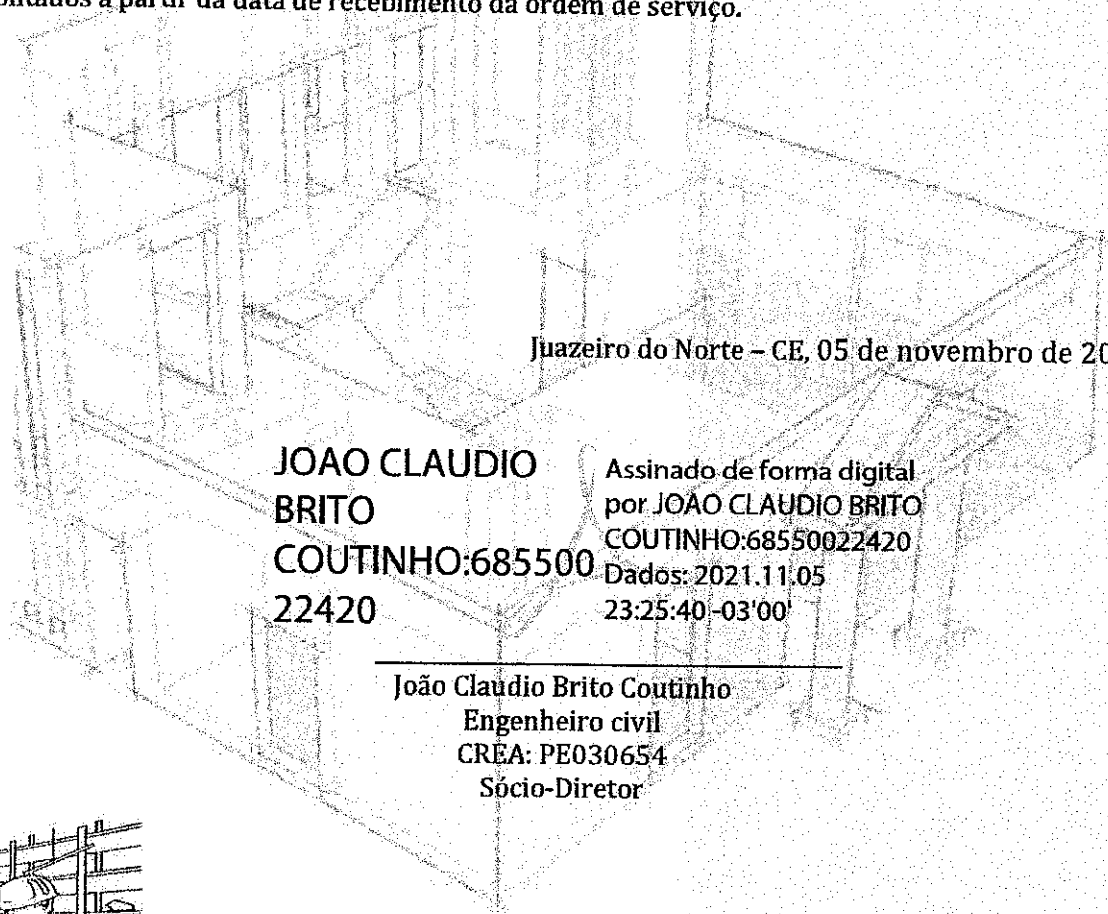 a partir da data de recebimento da ordem de serviço.
Juazeiro do Norte – CE, 05 de novembro de 20
JOAO CLAUDIO
BRITO
COUTINHO:685500
22420
Assinado de forma digital
por JOAO CLAUDIO BRITO
COUTINHO:68550022420
Dados: 2021.11.05
23:25:40 -03'00'
João Claudio Brito Coutinho
Engenheiro civil
CREA: PE030654
Sócio-Diretor